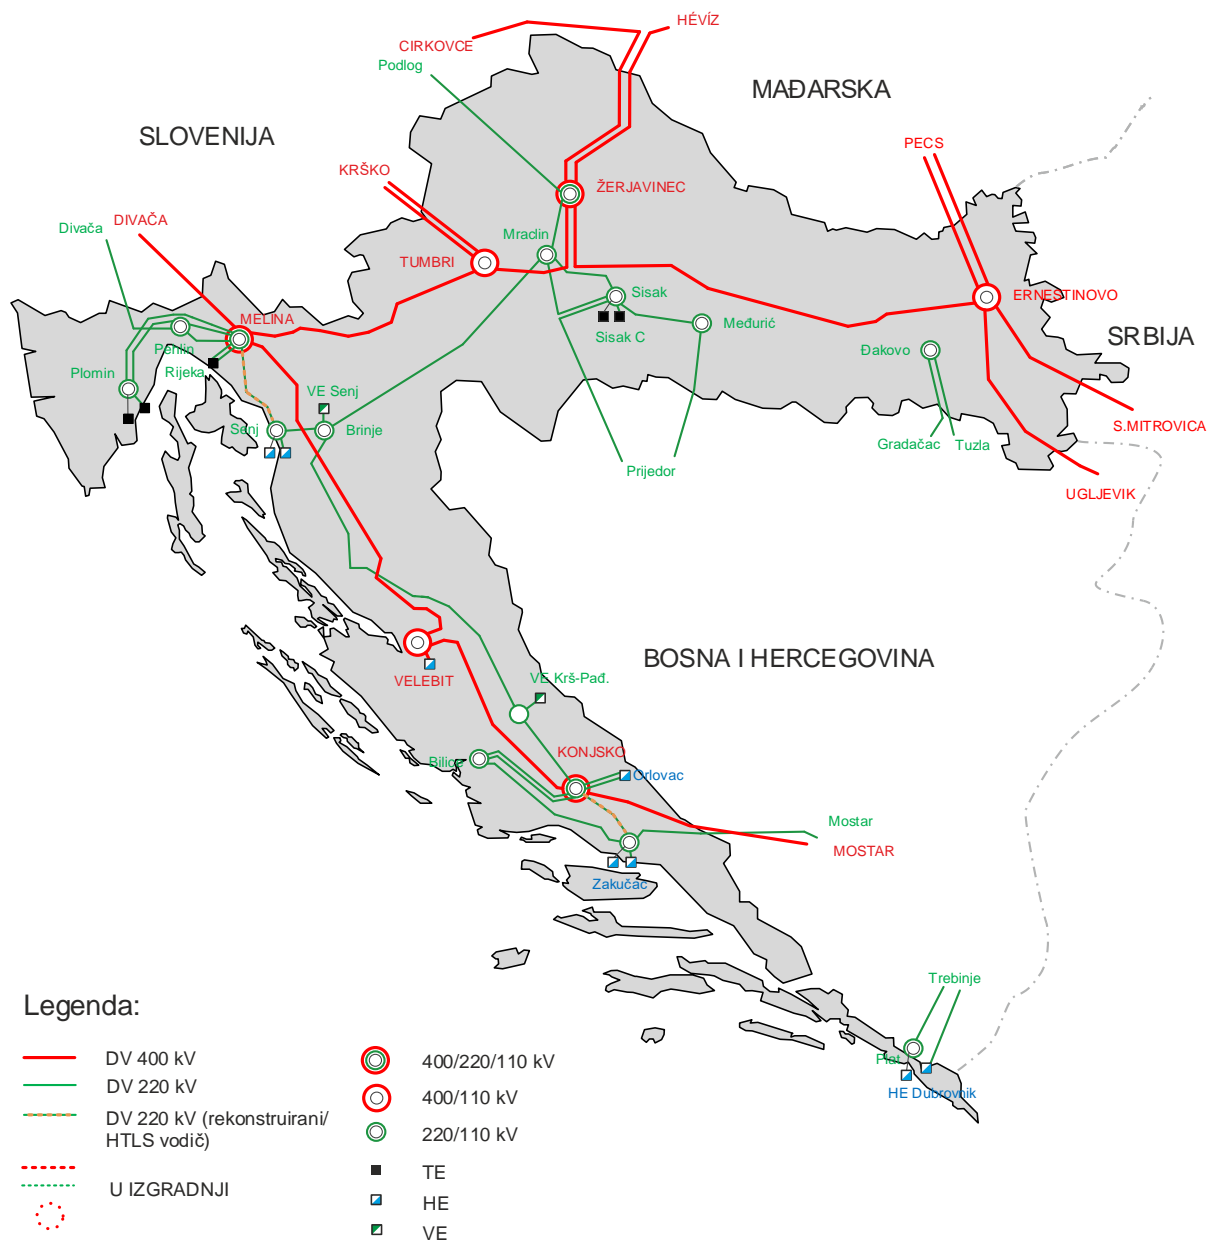 HÉVÍZ
CIRKOVCE
Podlog
MAĐARSKA
SLOVENIJA
PECS
KRŠKO
ŽERJAVINEC
DIVAČA
Divača
Mraclin
TUMBRI
Sisak
ERNESTINOVO
MELINA
Međurić
SRBIJA
Sisak C
Pehlin
Đakovo
Plomin
Rijeka
VE Senj
Senj
Brinje
S.MITROVICA
Gradačac
Tuzla
Prijedor
UGLJEVIK
BOSNA I HERCEGOVINA
VELEBIT
VE Krš-Pađ.
KONJSKO
Bilice
Orlovac
Mostar
MOSTAR
Zakučac
Trebinje
Plat
HE Dubrovnik
Legenda:
DV 400 kV
DV 220 kV
DV 220 kV (rekonstruirani/
HTLS vodič)
U IZGRADNJI
400/220/110 kV
400/110 kV
220/110 kV
TE
HE
VE